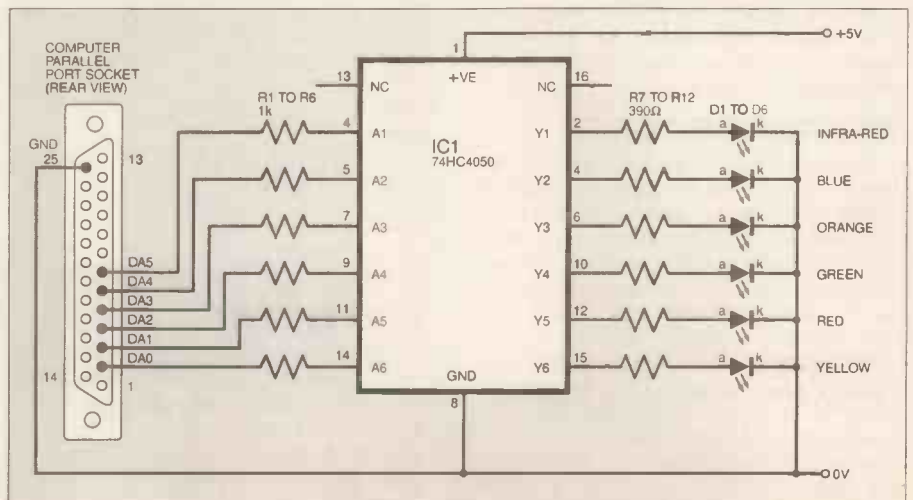 COMPUTER
PARALLEL
PORT SOCKET
(REAR VIEW)
GND
25
13
14
1
DA5
DA4
DA3
DA2
DA1
DA0
R1 TO R6
1k
13
4
5
7
9
11
14
1
+VE
NC
NC
IC1
74HC4050
A1
A2
A3
A4
A5
A6
Y1
Y2
Y3
Y4
Y5
Y6
GND
8
16
2
4
6
10
12
15
R7 TO R12
390Ω
D1 TO D6
a k
a k
a k
a k
a k
a k
+5V
INFRA-RED
BLUE
ORANGE
GREEN
RED
YELLOW
0V